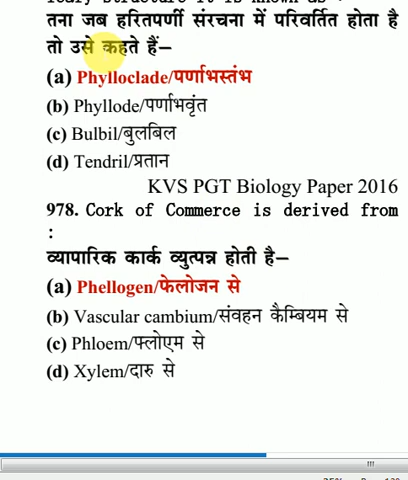 तना जब हरितपर्णी संरचना में परिवर्तित होता है
तो उसे कहते हैं–
(a) Phylloclade/पर्णाभस्तंभ
(b) Phyllode/पर्णाभवृंत
(c) Bulbil/बुलबिल
(d) Tendril/प्रतान
KVS PGT Biology Paper 2016
978. Cork of Commerce is derived from
:
व्यापारिक कार्क व्युत्पन्न होती है–
(a) Phellogen/फेलोजन से
(b) Vascular cambium/संवहन कैम्बियम से
(c) Phloem/फ्लोएम से
(d) Xylem/दारु से